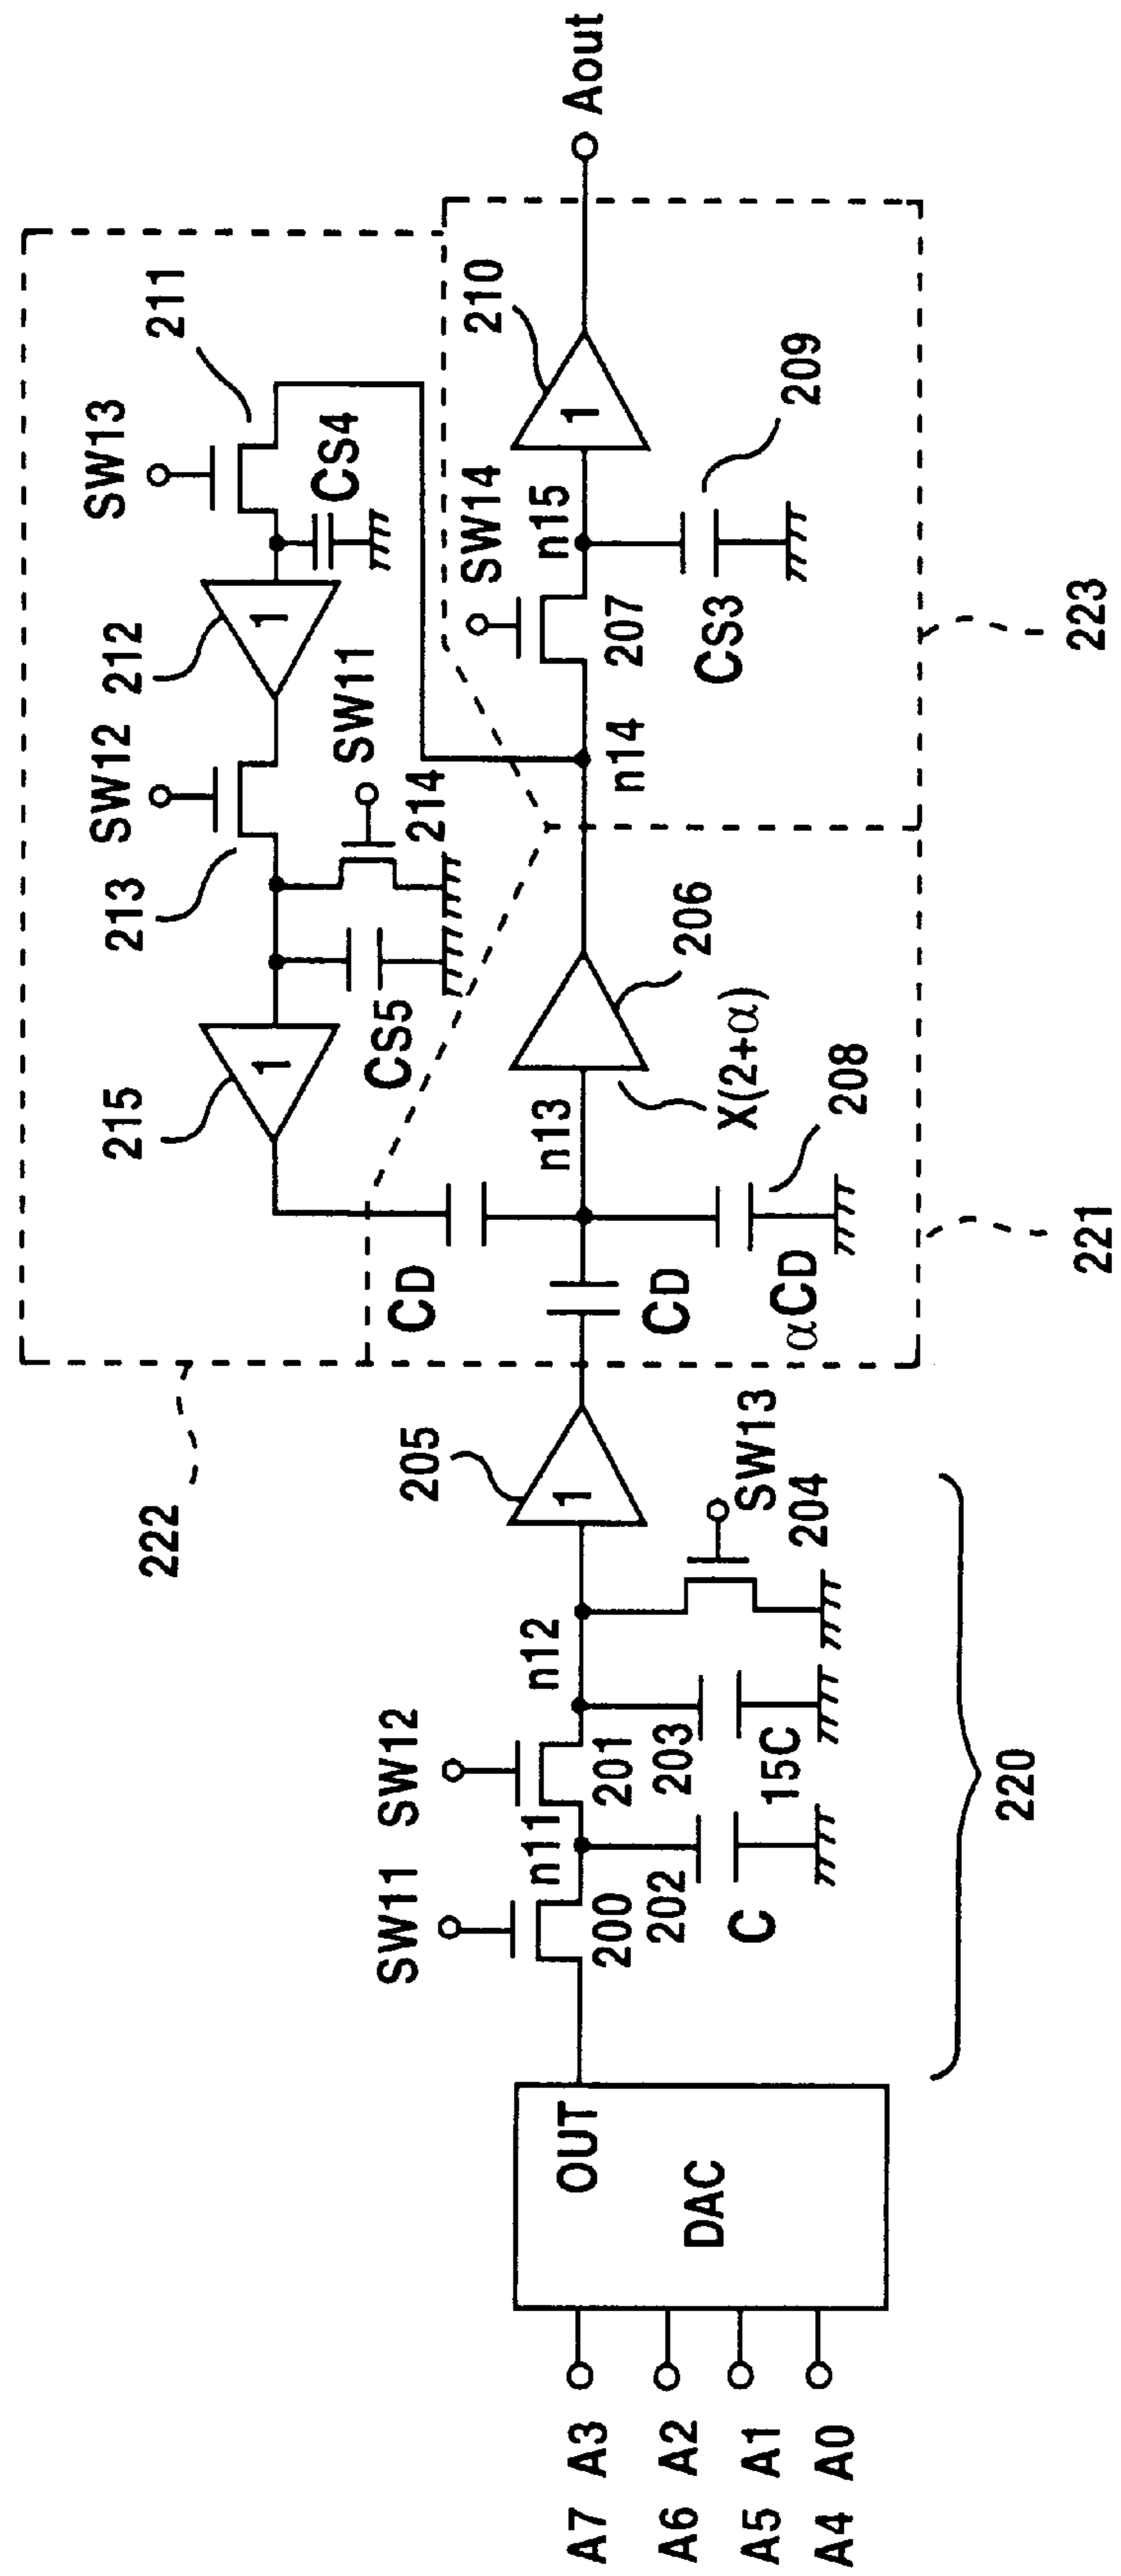 A7 A3
A6 A2
A5 A1
A4 A0
OUT
DAC
SW11
200
n11
202
C
SW12
201
n12
203
15C
SW13
204
220
1
205
222
CD
CD
αCD
208
n13
X(2+α)
206
221
215
1
CS5
213
SW12
SW11
214
212
1
CS4
SW13
211
n14
207
SW14
n15
CS3
209
1
210
223
Aout